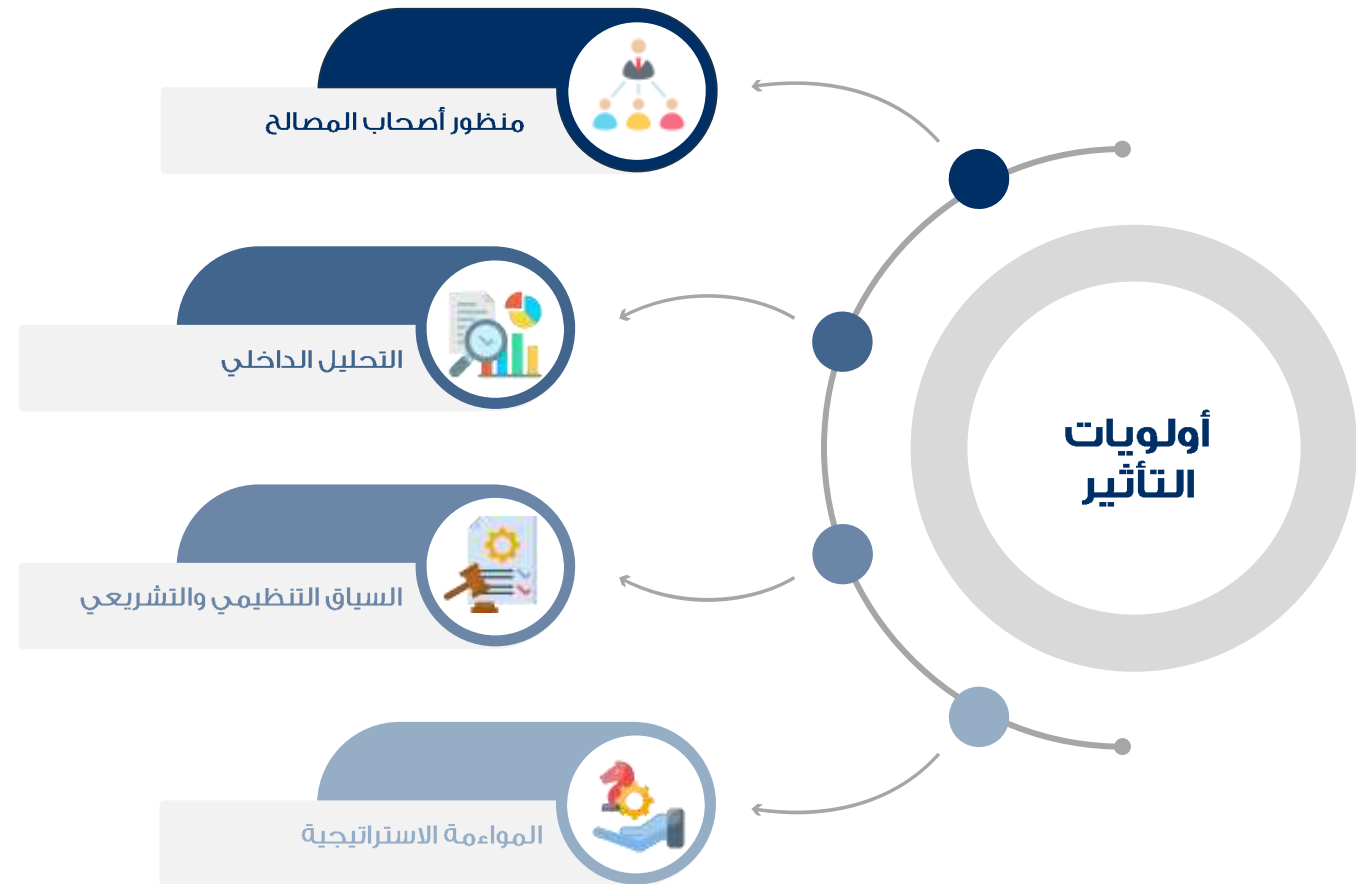 أولويات
التأثير
منظور أصحاب المصالح
التحليل الداخلي
السياق التنظيمي والتشريعي
المواءمة الاستراتيجية